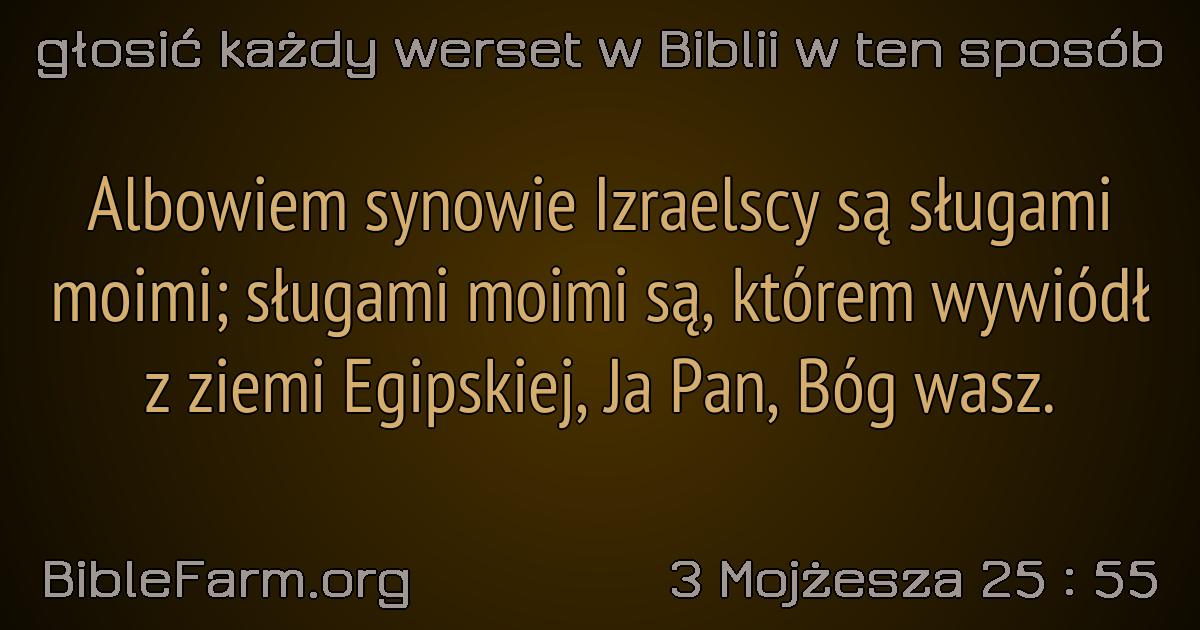 głosić każdy werset w Biblii w ten sposób
Albowiem synowie Izraelscy są sługami
moimi; sługami moimi są, którem wywiódł
z ziemi Egipskiej, Ja Pan, Bóg wasz.
BibleFarm.org
3 Mojżesza 25 : 55